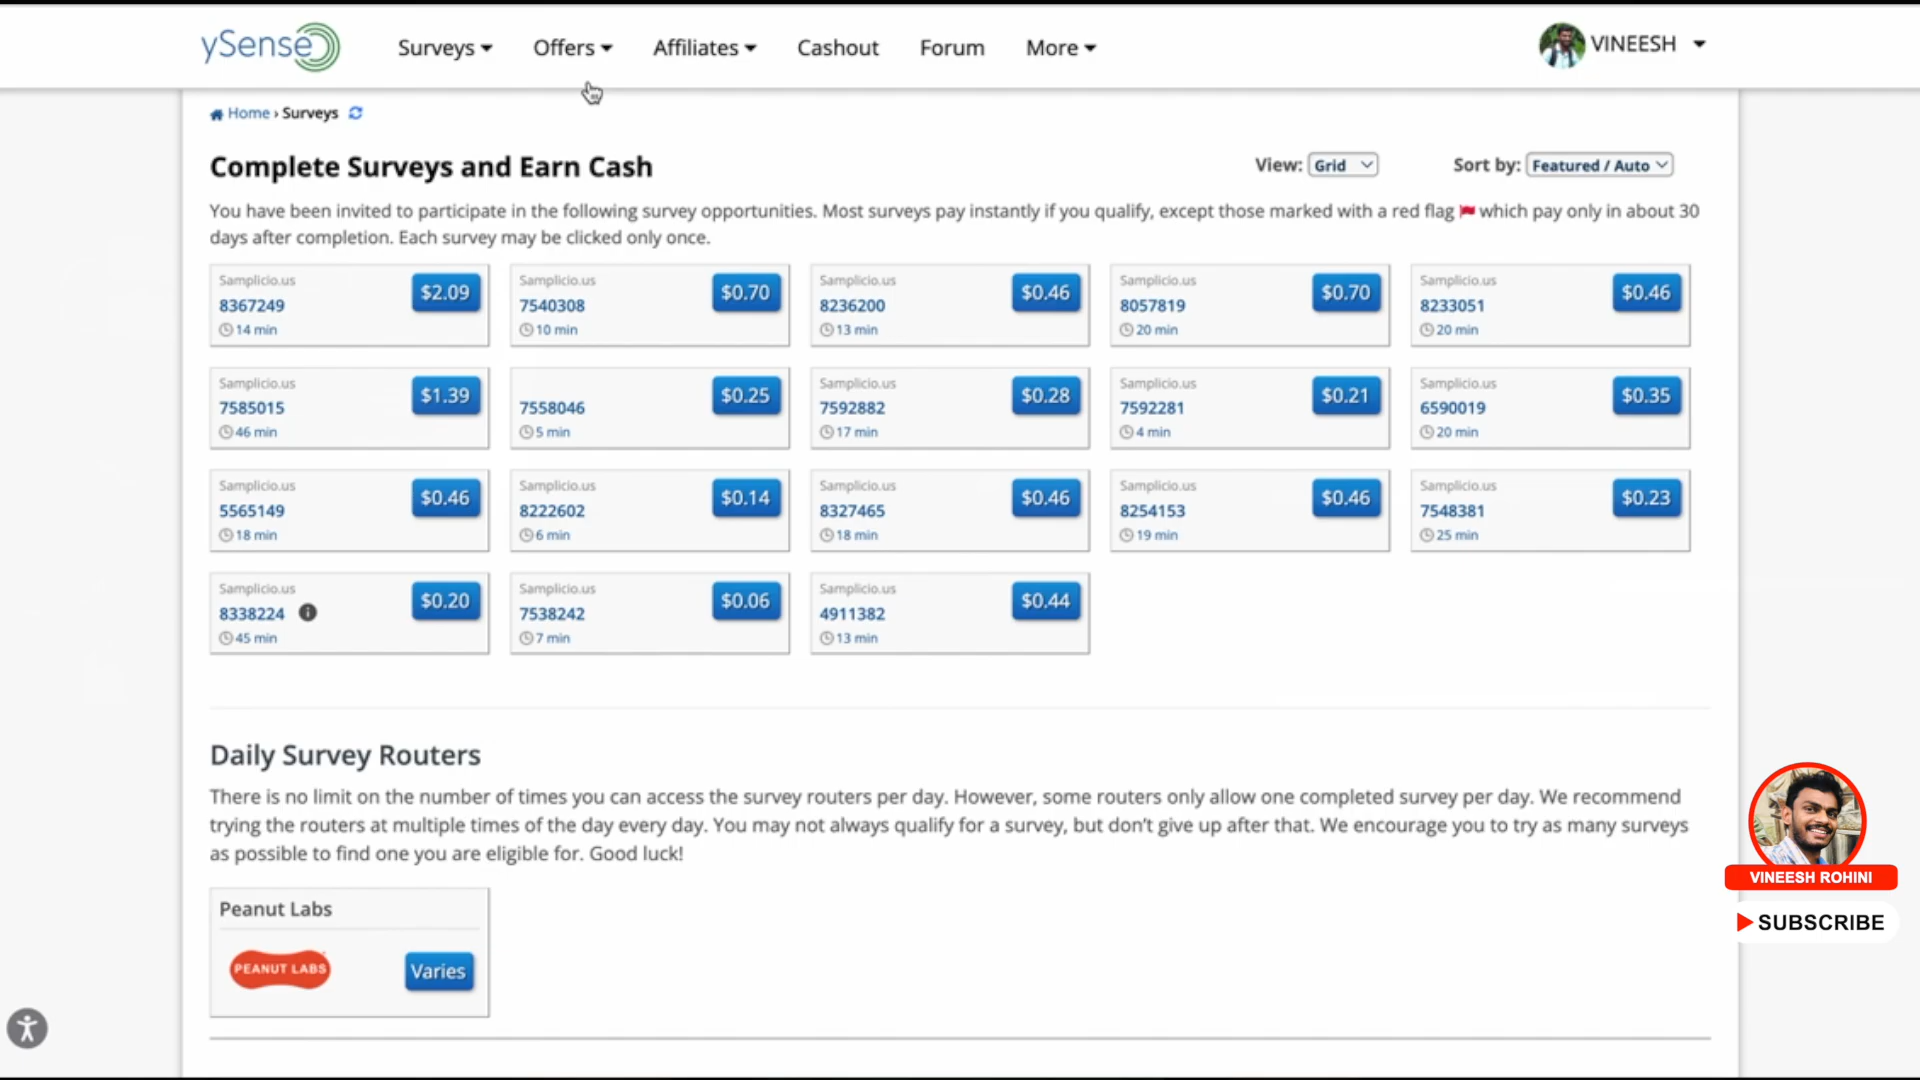 ySense
Surveys
Offers
Affiliates
Cashout
Forum
More
VINEESH
Home › Surveys
Complete Surveys and Earn Cash
View: Grid
Sort by: Featured / Auto
You have been invited to participate in the following survey opportunities. Most surveys pay instantly if you qualify, except those marked with a red flag which pay only in about 30
days after completion. Each survey may be clicked only once.
Samplicio.us
8367249
14 min
$2.09
Samplicio.us
7540308
10 min
$0.70
Samplicio.us
8236200
13 min
$0.46
Samplicio.us
8057819
20 min
$0.70
Samplicio.us
8233051
20 min
$0.46
Samplicio.us
7585015
46 min
$1.39
7558046
5 min
$0.25
Samplicio.us
7592882
17 min
$0.28
Samplicio.us
7592281
4 min
$0.21
Samplicio.us
6590019
20 min
$0.35
Samplicio.us
5565149
18 min
$0.46
Samplicio.us
8222602
6 min
$0.14
Samplicio.us
8327465
18 min
$0.46
Samplicio.us
8254153
19 min
$0.46
Samplicio.us
7548381
25 min
$0.23
Samplicio.us
8338224
45 min
$0.20
Samplicio.us
7538242
7 min
$0.06
Samplicio.us
4911382
13 min
$0.44
Daily Survey Routers
There is no limit on the number of times you can access the survey routers per day. However, some routers only allow one completed survey per day. We recommend
trying the routers at multiple times of the day every day. You may not always qualify for a survey, but don't give up after that. We encourage you to try as many surveys
as possible to find one you are eligible for. Good luck!
Peanut Labs
PEANUT LABS
Varies
VINEESH ROHINI
SUBSCRIBE